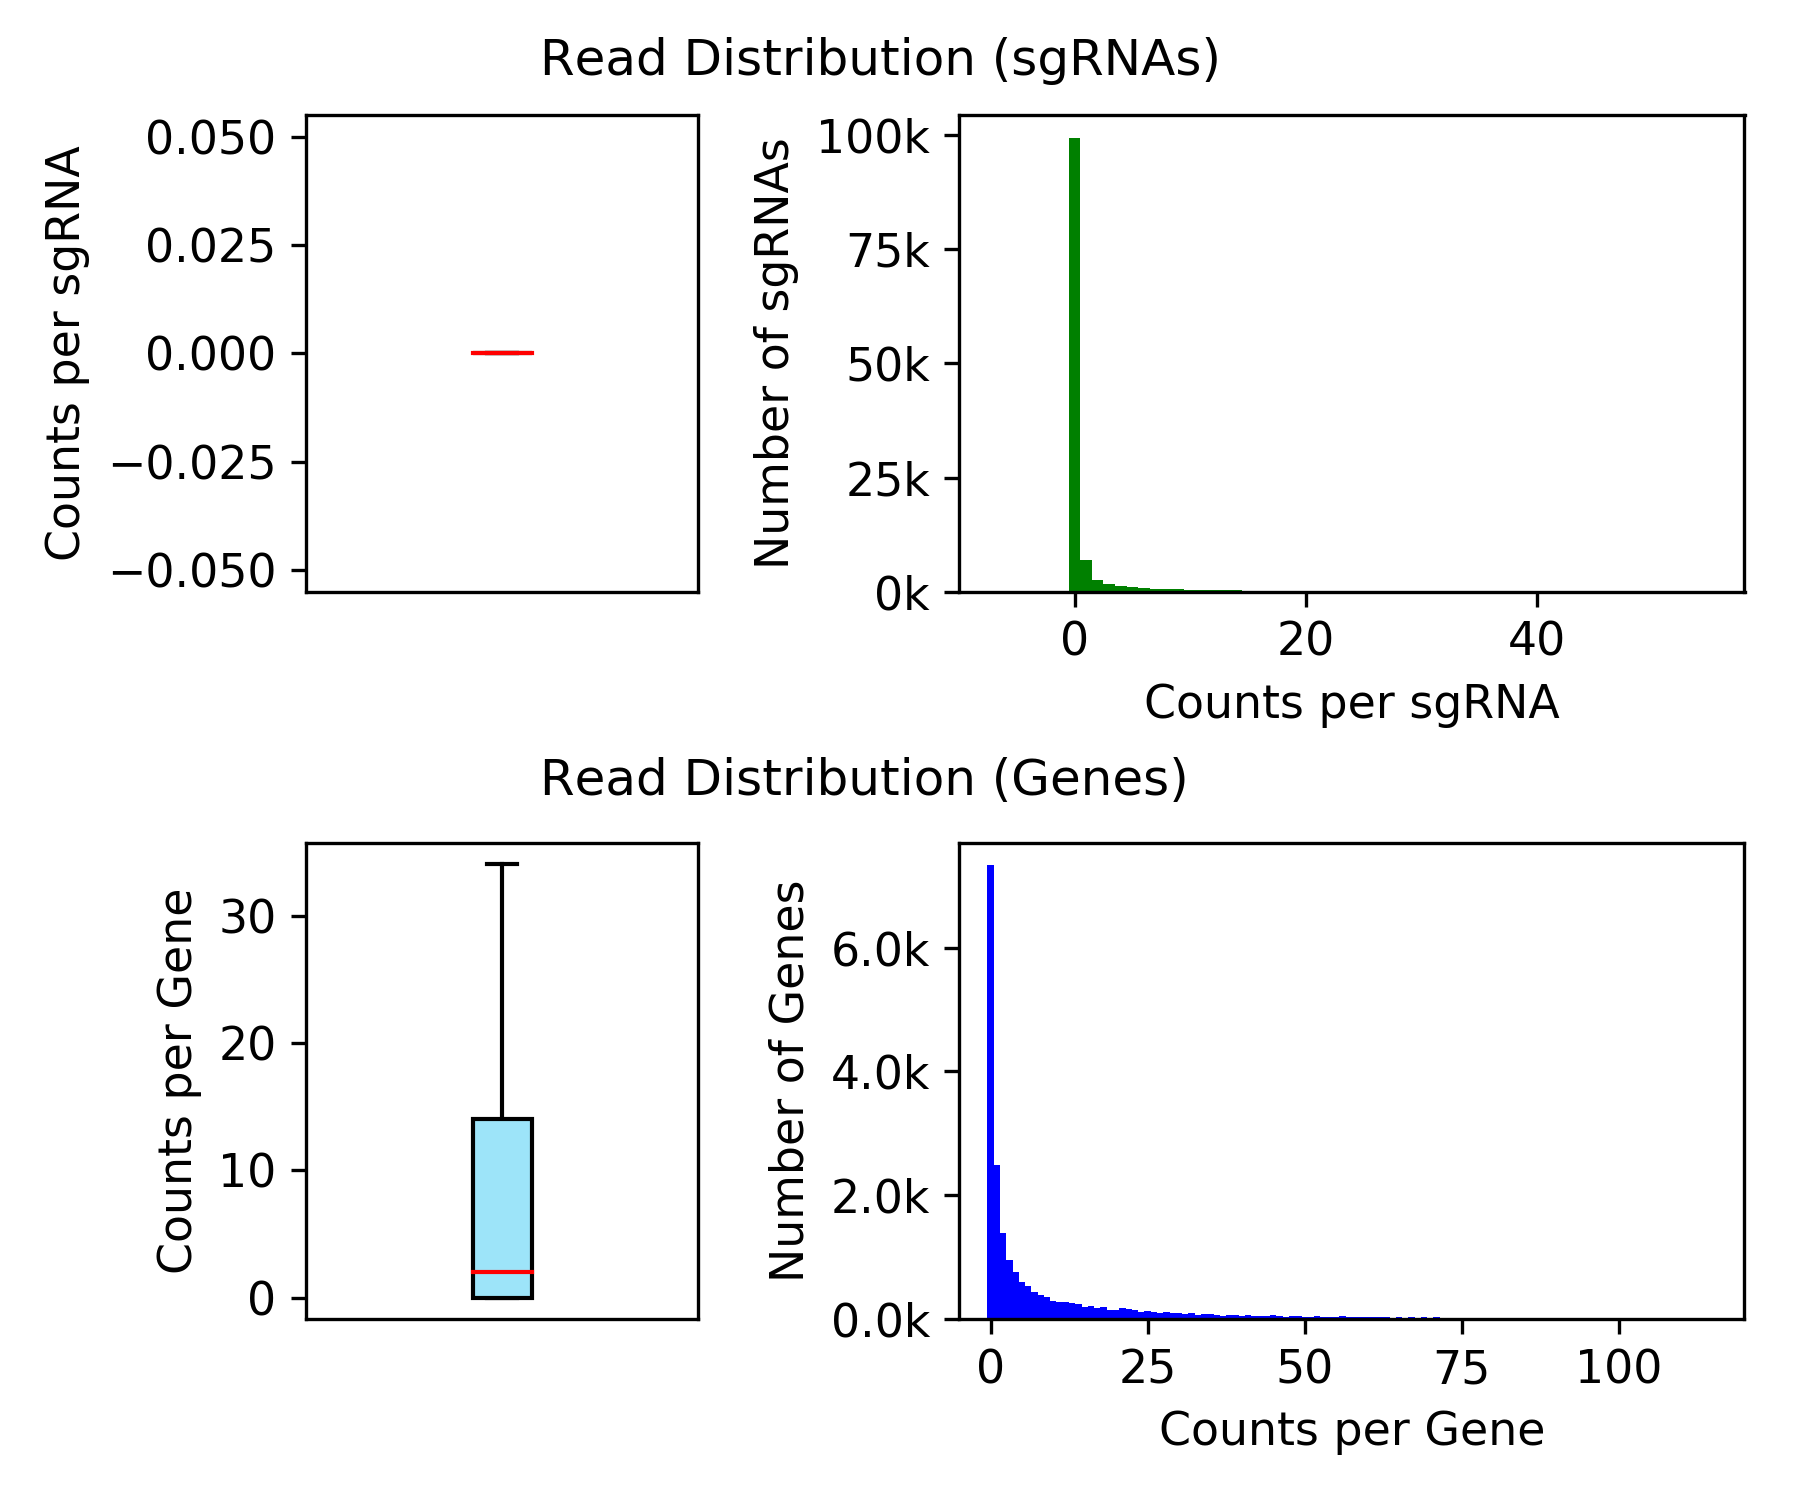 Read Distribution (sgRNAs)
Counts per sgRNA
0.050
0.025
0.000
−0.025
−0.050
Number of sgRNAs
100k
75k
50k
25k
0k
0 20 40
Counts per sgRNA
Read Distribution (Genes)
Counts per Gene
30
20
10
0
Number of Genes
6.0k
4.0k
2.0k
0.0k
0 25 50 75 100
Counts per Gene